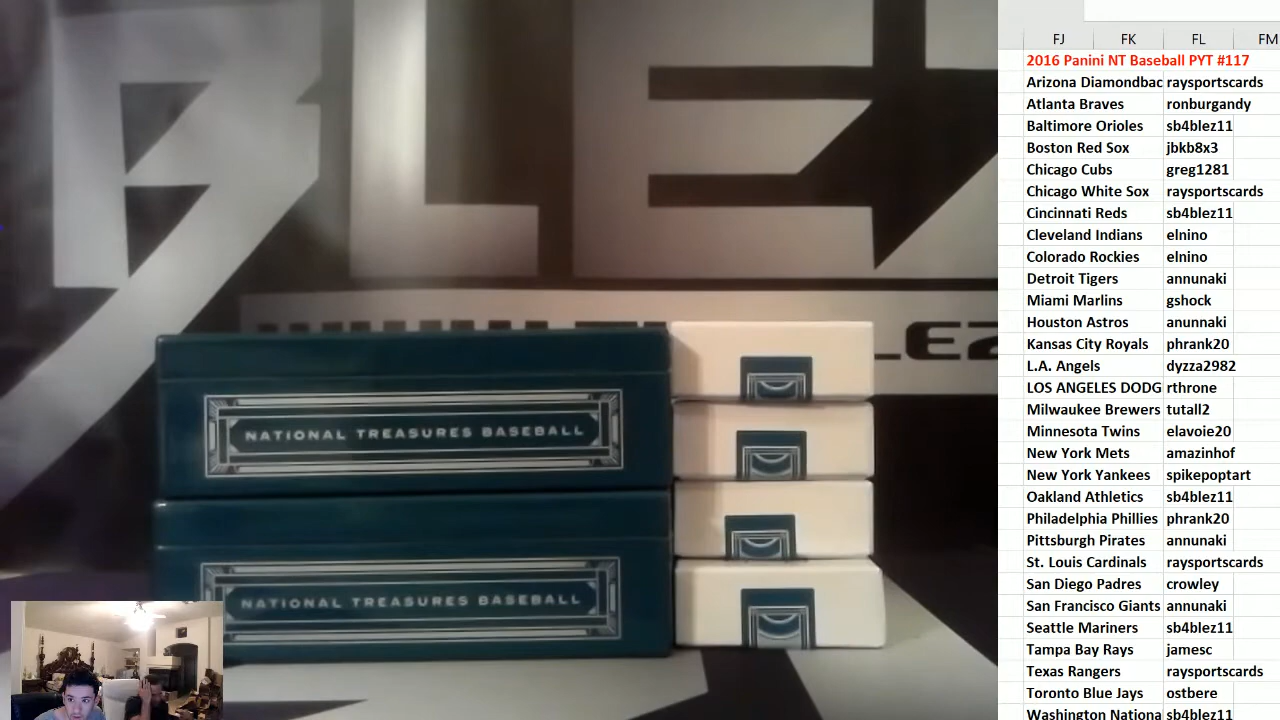 BLEZ
LEZ
NATIONAL TREASURES BASEBALL
NATIONAL TREASURES BASEBALL
FJ FK FL FM
2016 Panini NT Baseball PYT #117
Arizona Diamondbac raysportscards
Atlanta Braves ronburgandy
Baltimore Orioles sb4blez11
Boston Red Sox jbkb8x3
Chicago Cubs greg1281
Chicago White Sox raysportscards
Cincinnati Reds sb4blez11
Cleveland Indians elnino
Colorado Rockies elnino
Detroit Tigers annunaki
Miami Marlins gshock
Houston Astros anunnaki
Kansas City Royals phrank20
L.A. Angels dyzza2982
LOS ANGELES DODG rthrone
Milwaukee Brewers tutall2
Minnesota Twins elavoie20
New York Mets amazinhof
New York Yankees spikepoptart
Oakland Athletics sb4blez11
Philadelphia Phillies phrank20
Pittsburgh Pirates annunaki
St. Louis Cardinals raysportscards
San Diego Padres crowley
San Francisco Giants annunaki
Seattle Mariners sb4blez11
Tampa Bay Rays jamesc
Texas Rangers raysportscards
Toronto Blue Jays ostbere
Washington Nationa sb4blez11